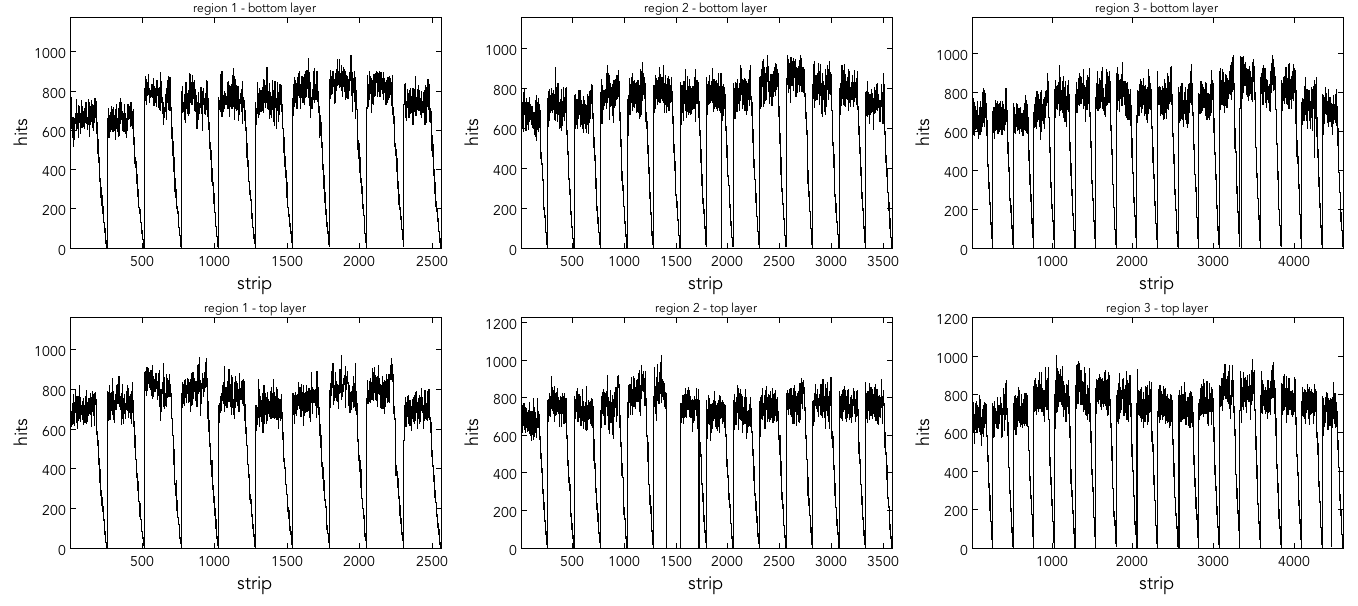 region 1 - bottom layer
1000
800
600
400
200
0
hits
500 1000 1500 2000 2500
strip
region 2 - bottom layer
1000
800
600
400
200
0
hits
500 1000 1500 2000 2500 3000 3500
strip
region 3 - bottom layer
1000
800
600
400
200
0
hits
1000 2000 3000 4000
strip
region 1 - top layer
1000
800
600
400
200
0
hits
500 1000 1500 2000 2500
strip
region 2 - top layer
1200
1000
800
600
400
200
0
hits
500 1000 1500 2000 2500 3000 3500
strip
region 3 - top layer
1200
1000
800
600
400
200
0
hits
1000 2000 3000 4000
strip